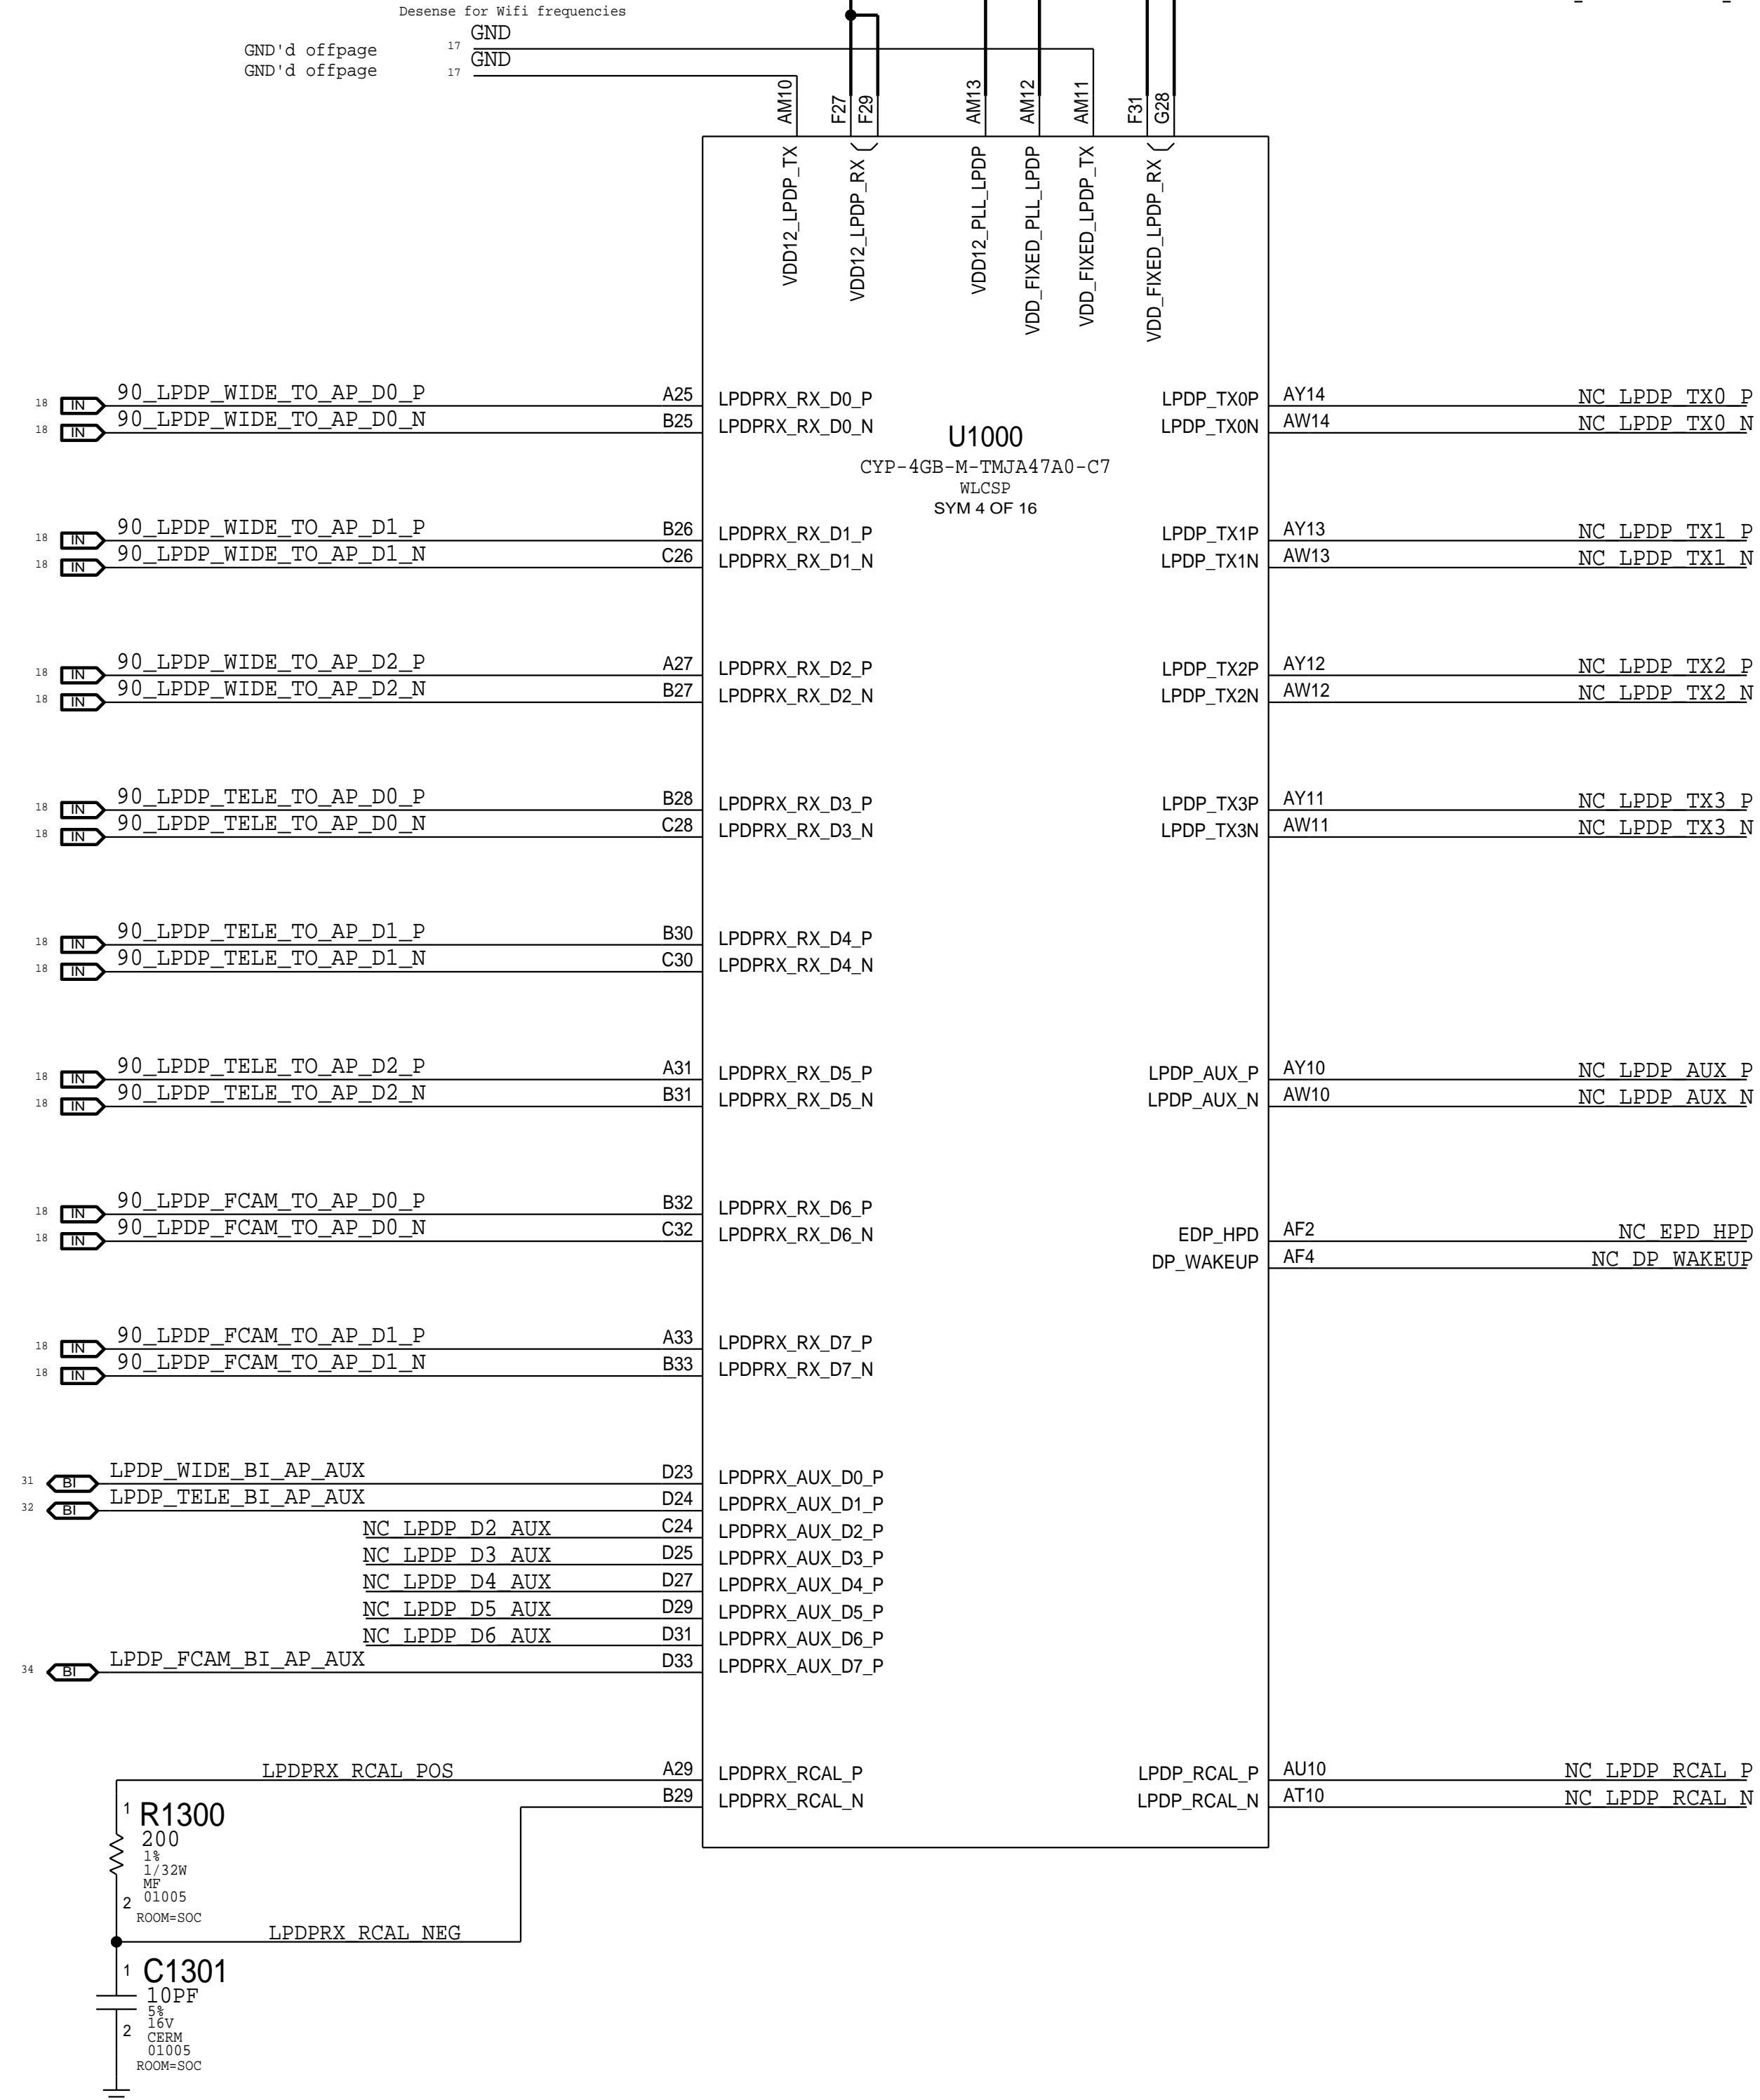 Desense for Wifi frequencies
GND
GND'd offpage 17
GND
GND'd offpage 17
AM10 F27 F29 AM13 AM12 AM11 F31 G28
VDD12_LPDP_TX VDD12_LPDP_RX VDD12_PLL_LPDP VDD_FIXED_PLL_LPDP VDD_FIXED_LPDP_TX VDD_FIXED_LPDP_RX
18 IN 90_LPDP_WIDE_TO_AP_D0_P A25 LPDPRX_RX_D0_P LPDP_TX0P AY14 NC_LPDP_TX0_P
18 IN 90_LPDP_WIDE_TO_AP_D0_N B25 LPDPRX_RX_D0_N LPDP_TX0N AW14 NC_LPDP_TX0_N
U1000
CYP-4GB-M-TMJA47A0-C7
WLCSP
SYM 4 OF 16
18 IN 90_LPDP_WIDE_TO_AP_D1_P B26 LPDPRX_RX_D1_P LPDP_TX1P AY13 NC_LPDP_TX1_P
18 IN 90_LPDP_WIDE_TO_AP_D1_N C26 LPDPRX_RX_D1_N LPDP_TX1N AW13 NC_LPDP_TX1_N
18 IN 90_LPDP_WIDE_TO_AP_D2_P A27 LPDPRX_RX_D2_P LPDP_TX2P AY12 NC_LPDP_TX2_P
18 IN 90_LPDP_WIDE_TO_AP_D2_N B27 LPDPRX_RX_D2_N LPDP_TX2N AW12 NC_LPDP_TX2_N
18 IN 90_LPDP_TELE_TO_AP_D0_P B28 LPDPRX_RX_D3_P LPDP_TX3P AY11 NC_LPDP_TX3_P
18 IN 90_LPDP_TELE_TO_AP_D0_N C28 LPDPRX_RX_D3_N LPDP_TX3N AW11 NC_LPDP_TX3_N
18 IN 90_LPDP_TELE_TO_AP_D1_P B30 LPDPRX_RX_D4_P
18 IN 90_LPDP_TELE_TO_AP_D1_N C30 LPDPRX_RX_D4_N
18 IN 90_LPDP_TELE_TO_AP_D2_P A31 LPDPRX_RX_D5_P LPDP_AUX_P AY10 NC_LPDP_AUX_P
18 IN 90_LPDP_TELE_TO_AP_D2_N B31 LPDPRX_RX_D5_N LPDP_AUX_N AW10 NC_LPDP_AUX_N
18 IN 90_LPDP_FCAM_TO_AP_D0_P B32 LPDPRX_RX_D6_P
18 IN 90_LPDP_FCAM_TO_AP_D0_N C32 LPDPRX_RX_D6_N EDP_HPD AF2 NC_EPD_HPD
DP_WAKEUP AF4 NC_DP_WAKEUP
18 IN 90_LPDP_FCAM_TO_AP_D1_P A33 LPDPRX_RX_D7_P
18 IN 90_LPDP_FCAM_TO_AP_D1_N B33 LPDPRX_RX_D7_N
31 BI LPDP_WIDE_BI_AP_AUX D23 LPDPRX_AUX_D0_P
32 BI LPDP_TELE_BI_AP_AUX D24 LPDPRX_AUX_D1_P
NC_LPDP_D2_AUX C24 LPDPRX_AUX_D2_P
NC_LPDP_D3_AUX D25 LPDPRX_AUX_D3_P
NC_LPDP_D4_AUX D27 LPDPRX_AUX_D4_P
NC_LPDP_D5_AUX D29 LPDPRX_AUX_D5_P
NC_LPDP_D6_AUX D31 LPDPRX_AUX_D6_P
34 BI LPDP_FCAM_BI_AP_AUX D33 LPDPRX_AUX_D7_P
LPDPRX_RCAL_POS A29 LPDPRX_RCAL_P LPDP_RCAL_P AU10 NC_LPDP_RCAL_P
B29 LPDPRX_RCAL_N LPDP_RCAL_N AT10 NC_LPDP_RCAL_N
1 R1300
200
1%
1/32W
MF
01005
2
ROOM=SOC
LPDPRX_RCAL_NEG
1 C1301
10PF
5%
16V
2
CERM
01005
ROOM=SOC